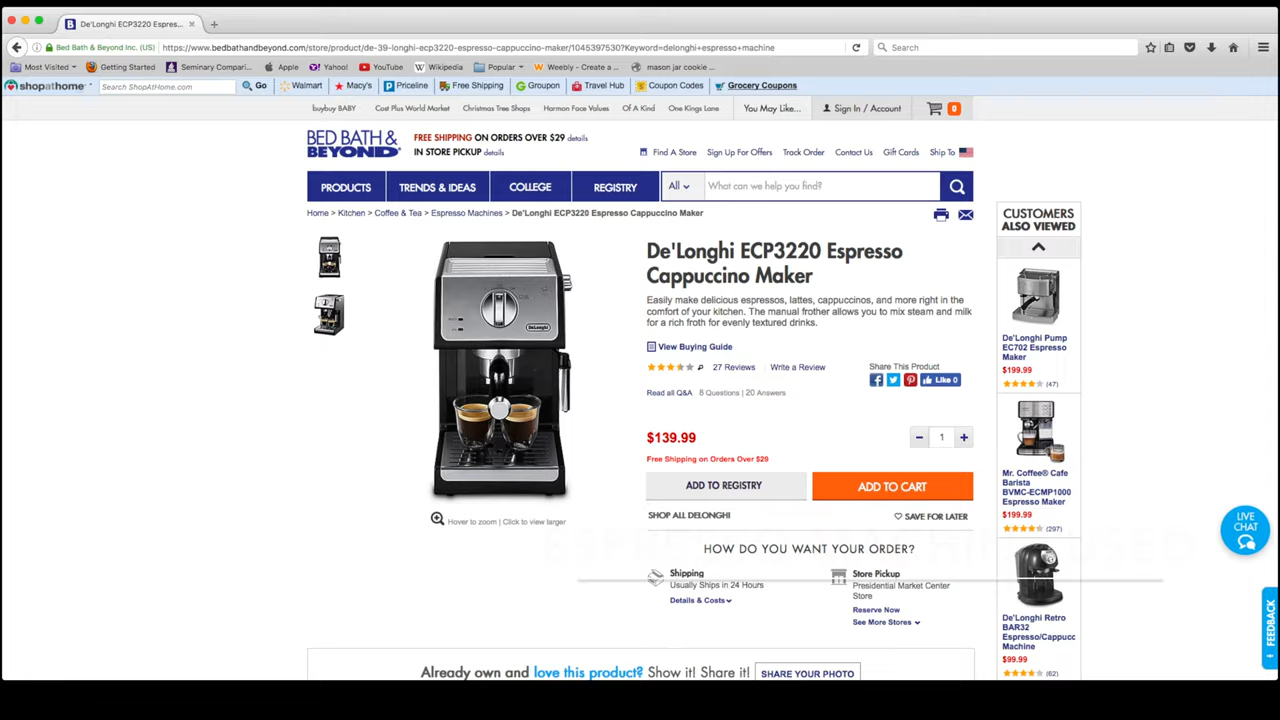 De'Longhi ECP3220 Espres...
Bed Bath & Beyond Inc. (US)
https://www.bedbathandbeyond.com/store/product/de-39-longhi-ecp3220-espresso-cappuccino-maker/1045397530?Keyword=delonghi+espresso+machine
Search
Most Visited
Getting Started
Seminary Compari...
Apple
Yahoo!
YouTube
Wikipedia
Popular
Weebly - Create a ...
mason jar cookie ...
shopathome
Search ShopAtHome.com
Go
Walmart
Macy's
Priceline
Free Shipping
Groupon
Travel Hub
Coupon Codes
Grocery Coupons
buybuy BABY
Cost Plus World Market
Christmas Tree Shops
Harmon Face Values
Of A Kind
One Kings Lane
You May Like...
Sign In / Account
0
BED BATH &
BEYOND
FREE SHIPPING ON ORDERS OVER $29 details
IN STORE PICKUP details
Find A Store
Sign Up For Offers
Track Order
Contact Us
Gift Cards
Ship To
PRODUCTS
TRENDS & IDEAS
COLLEGE
REGISTRY
All
What can we help you find?
Home > Kitchen > Coffee & Tea > Espresso Machines > De'Longhi ECP3220 Espresso Cappuccino Maker
De'Longhi ECP3220 Espresso
Cappuccino Maker
Easily make delicious espressos, lattes, cappuccinos, and more right in the
comfort of your kitchen. The manual frother allows you to mix steam and milk
for a rich froth for evenly textured drinks.
View Buying Guide
27 Reviews
Write a Review
Share This Product
Like 0
Read all Q&A
8 Questions | 20 Answers
$139.99
1
Free Shipping on Orders Over $29
ADD TO REGISTRY
ADD TO CART
SHOP ALL DELONGHI
SAVE FOR LATER
HOW DO YOU WANT YOUR ORDER?
Shipping
Usually Ships in 24 Hours
Details & Costs
Store Pickup
Presidential Market Center
Store
Reserve Now
See More Stores
De'Longhi
Hover to zoom | Click to view larger
Already own and love this product? Show it! Share it!
SHARE YOUR PHOTO
CUSTOMERS
ALSO VIEWED
De'Longhi Pump
EC702 Espresso
Maker
$199.99
(47)
Mr. Coffee® Cafe
Barista
BVMC-ECMP1000
Espresso Maker
$199.99
(297)
De'Longhi Retro
BAR32
Espresso/Cappucc
Machine
$99.99
(62)
LIVE
CHAT
FEEDBACK